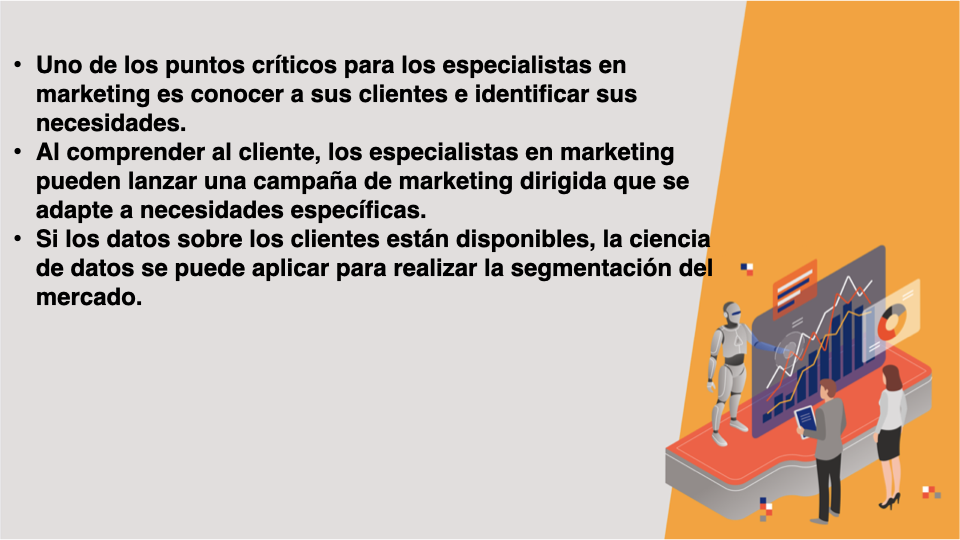 • Uno de los puntos críticos para los especialistas en
marketing es conocer a sus clientes e identificar sus
necesidades.
• Al comprender al cliente, los especialistas en marketing
pueden lanzar una campaña de marketing dirigida que se
adapte a necesidades específicas.
• Si los datos sobre los clientes están disponibles, la ciencia
de datos se puede aplicar para realizar la segmentación del
mercado.